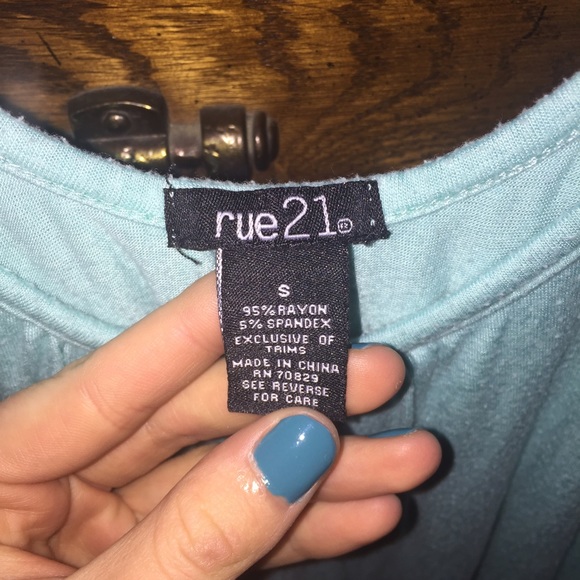 rue21®
S
95% RAYON
5% SPANDEX
EXCLUSIVE OF
TRIMS
MADE IN CHINA
RN 70829
SEE REVERSE
FOR CARE